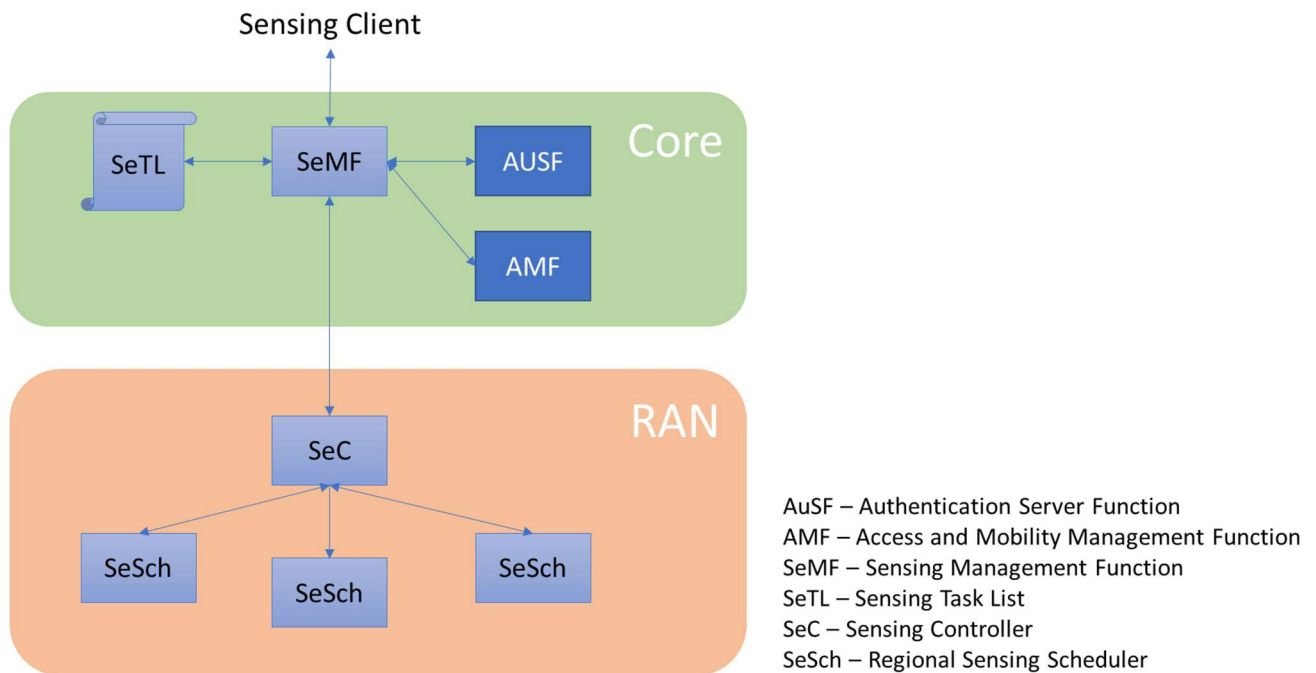 Sensing Client
Core
SeTL
SeMF
AUSF
AMF
RAN
SeC
SeSch
SeSch
SeSch
AuSF – Authentication Server Function
AMF – Access and Mobility Management Function
SeMF – Sensing Management Function
SeTL – Sensing Task List
SeC – Sensing Controller
SeSch – Regional Sensing Scheduler